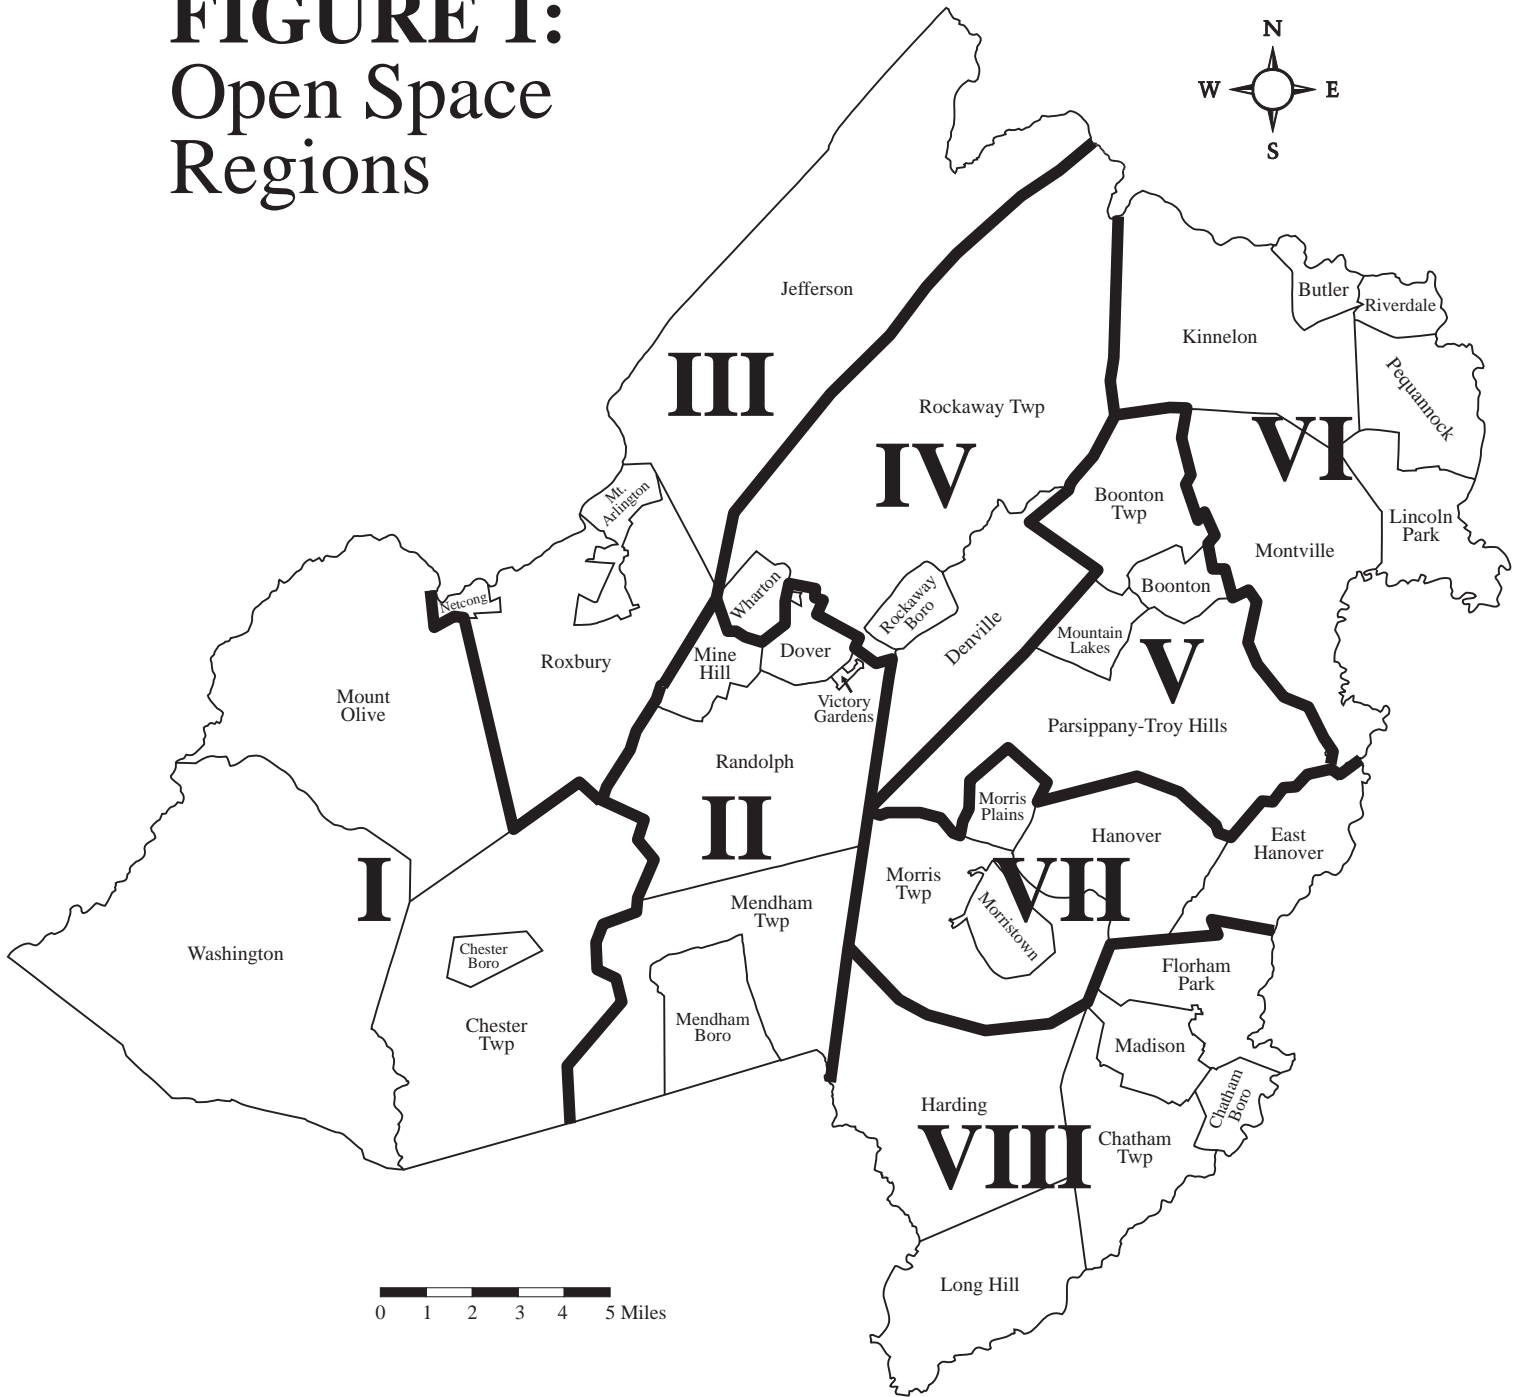 FIGURE 1:
Open Space
Regions
N
W
E
S
Jefferson
Butler
Riverdale
Kinnelon
Pequannock
III
Rockaway Twp
VI
IV
Mt.
Arlington
Boonton
Twp
Lincoln
Park
Montville
Netcong
Wharton
Rockaway
Boro
Boonton
Denville
Mountain
Lakes
Roxbury
Mine
Hill
Dover
V
Mount
Olive
Victory
Gardens
Parsippany-Troy Hills
Randolph
Morris
Plains
II
Hanover
East
Hanover
I
Morris
Twp
VII
Mendham
Twp
Morristown
Washington
Chester
Boro
Florham
Park
Chester
Twp
Mendham
Boro
Madison
Chatham
Boro
Harding
VIII
Chatham
Twp
Long Hill
0 1 2 3 4 5 Miles